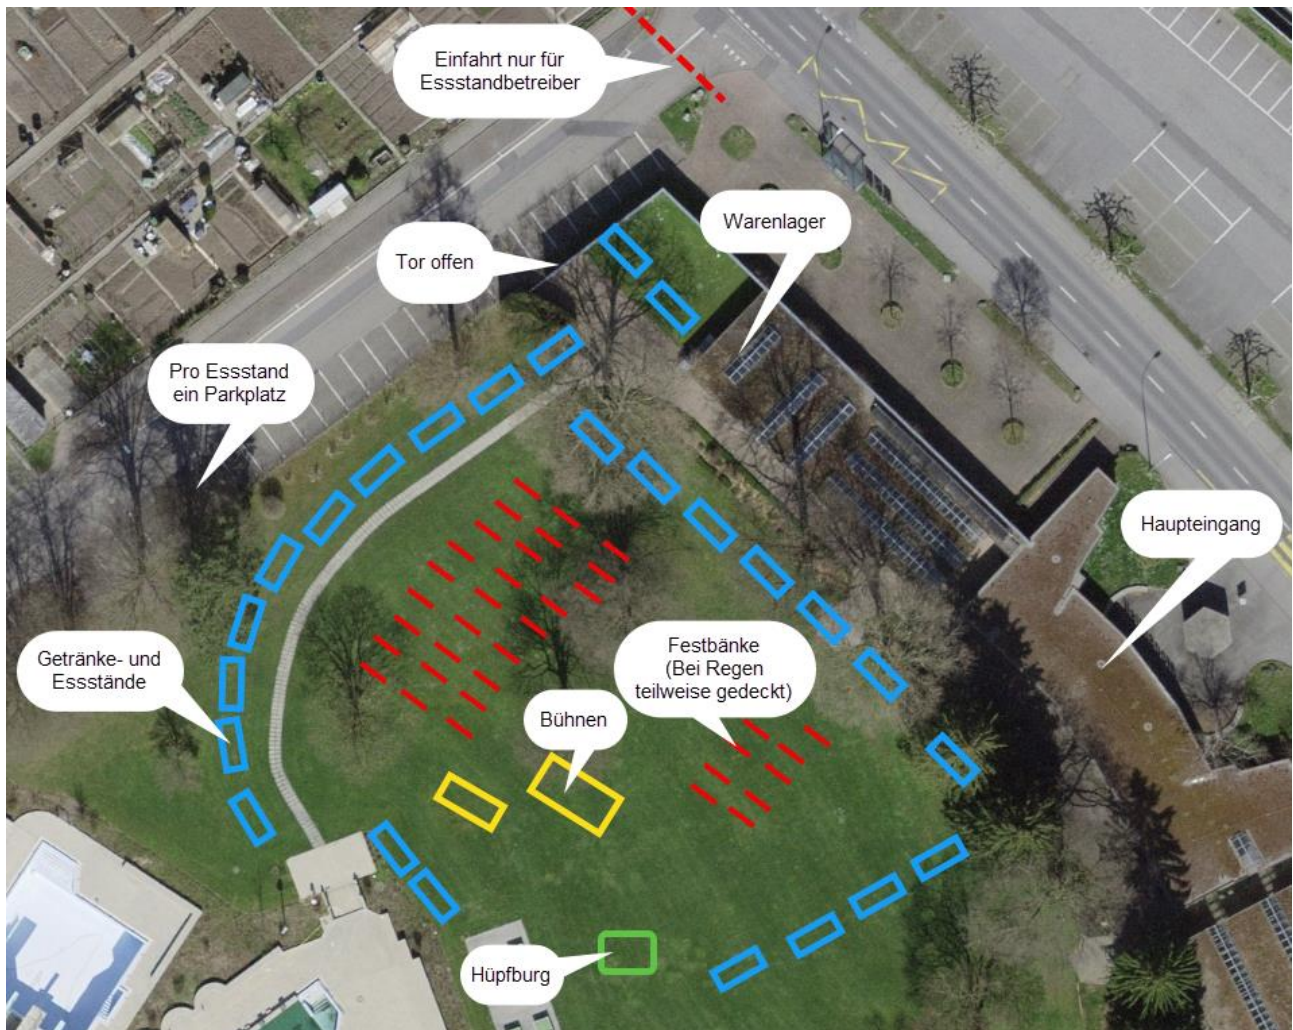 Einfahrt nur für
Essstandbetreiber
Warenlager
Tor offen
Pro Essstand
ein Parkplatz
Haupteingang
Getränke- und
Essstände
Festbänke
(Bei Regen
teilweise gedeckt)
Bühnen
Hüpfburg